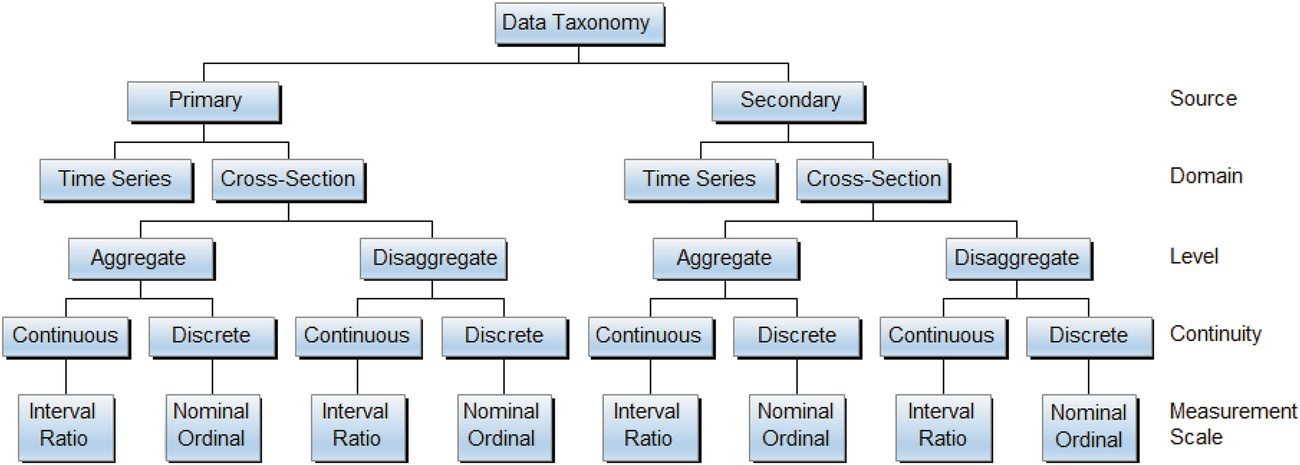 Data Taxonomy
Primary
Secondary
Source
Time Series
Cross-Section
Time Series
Cross-Section
Domain
Aggregate
Disaggregate
Aggregate
Disaggregate
Level
Continuous
Discrete
Continuous
Discrete
Continuous
Discrete
Continuous
Discrete
Continuity
Interval
Ratio
Nominal
Ordinal
Interval
Ratio
Nominal
Ordinal
Interval
Ratio
Nominal
Ordinal
Interval
Ratio
Nominal
Ordinal
Measurement
Scale